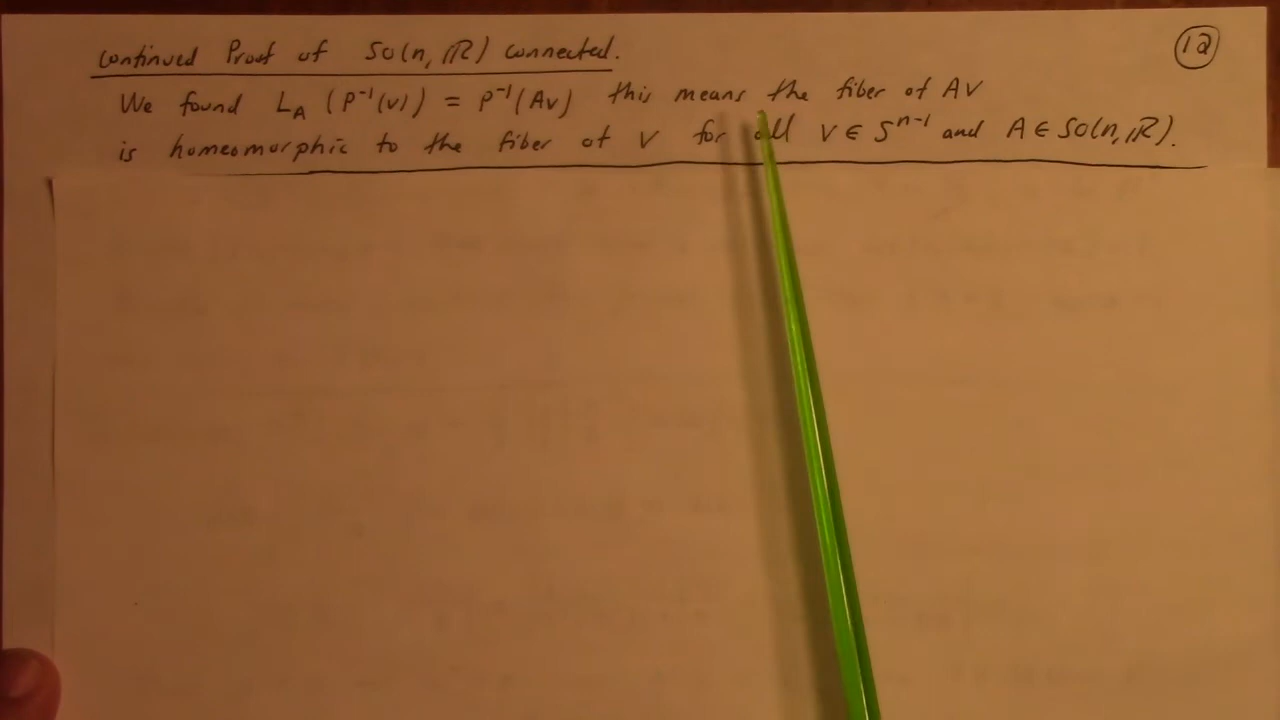 Continued Proof of SO(n, ℝ) connected.
12
We found L_A (p⁻¹(v)) = p⁻¹(Av) this means the fiber of Av
is homeomorphic to the fiber of v for all v ∈ Sⁿ⁻¹ and A ∈ SO(n, ℝ).